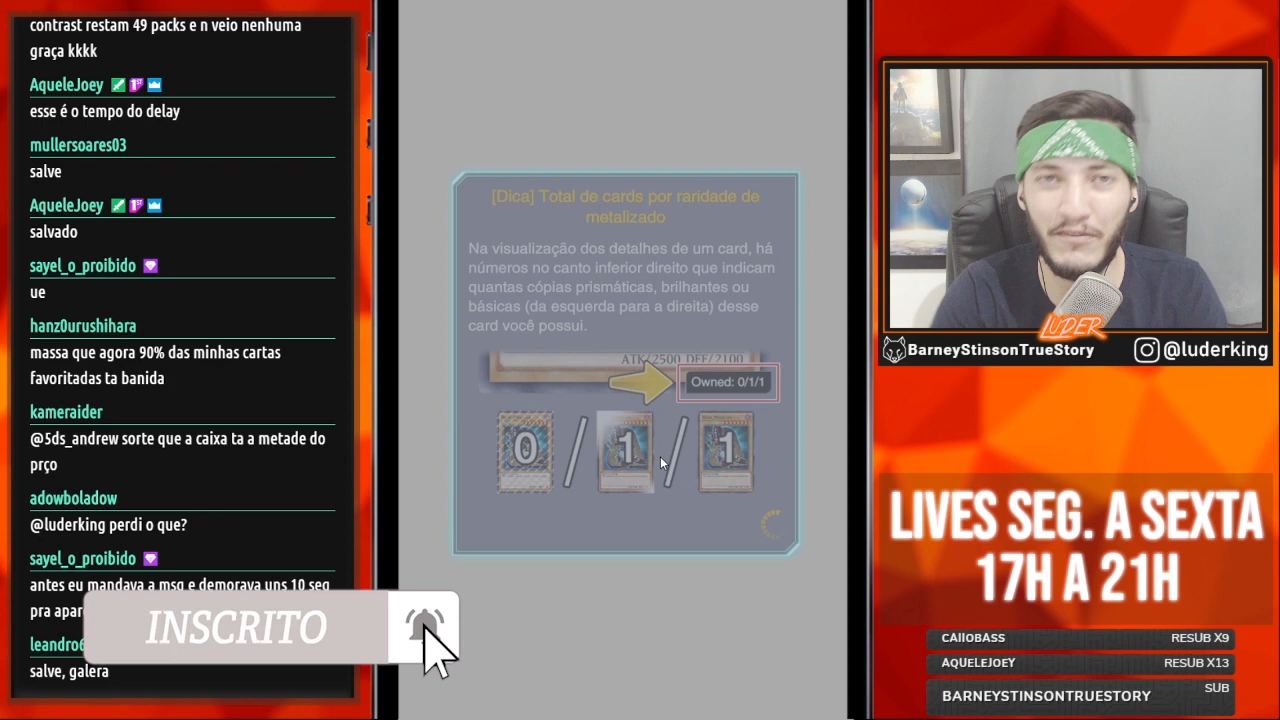 contrast restam 49 packs e n veio nenhuma
graça kkkk
AqueleJoey
esse é o tempo do delay
mullersoares03
salve
AqueleJoey
salvado
sayel_o_proibido
ue
hanz0urushihara
massa que agora 90% das minhas cartas
favoritadas ta banida
kameraider
@5ds_andrew sorte que a caixa ta a metade do
prço
adowboladow
@luderking perdi o que?
sayel_o_proibido
antes eu mandava a msg e demorava uns 10 seg
pra apar
leandro
salve, galera
INSCRITO
[Dica] Total de cards por raridade de
metalizado
Na visualização dos detalhes de um card, há
números no canto inferior direito que indicam
quantas cópias prismáticas, brilhantes ou
básicas (da esquerda para a direita) desse
card você possui.
ATK/2500 DEF/2100
Owned: 0/1/1
0 / 1 / 1
LUDER
BarneyStinsonTrueStory @luderking
LIVES SEG. A SEXTA
17H A 21H
CAIIOBASS RESUB X9
AQUELEJOEY RESUB X13
BARNEYSTINSONTRUESTORY SUB